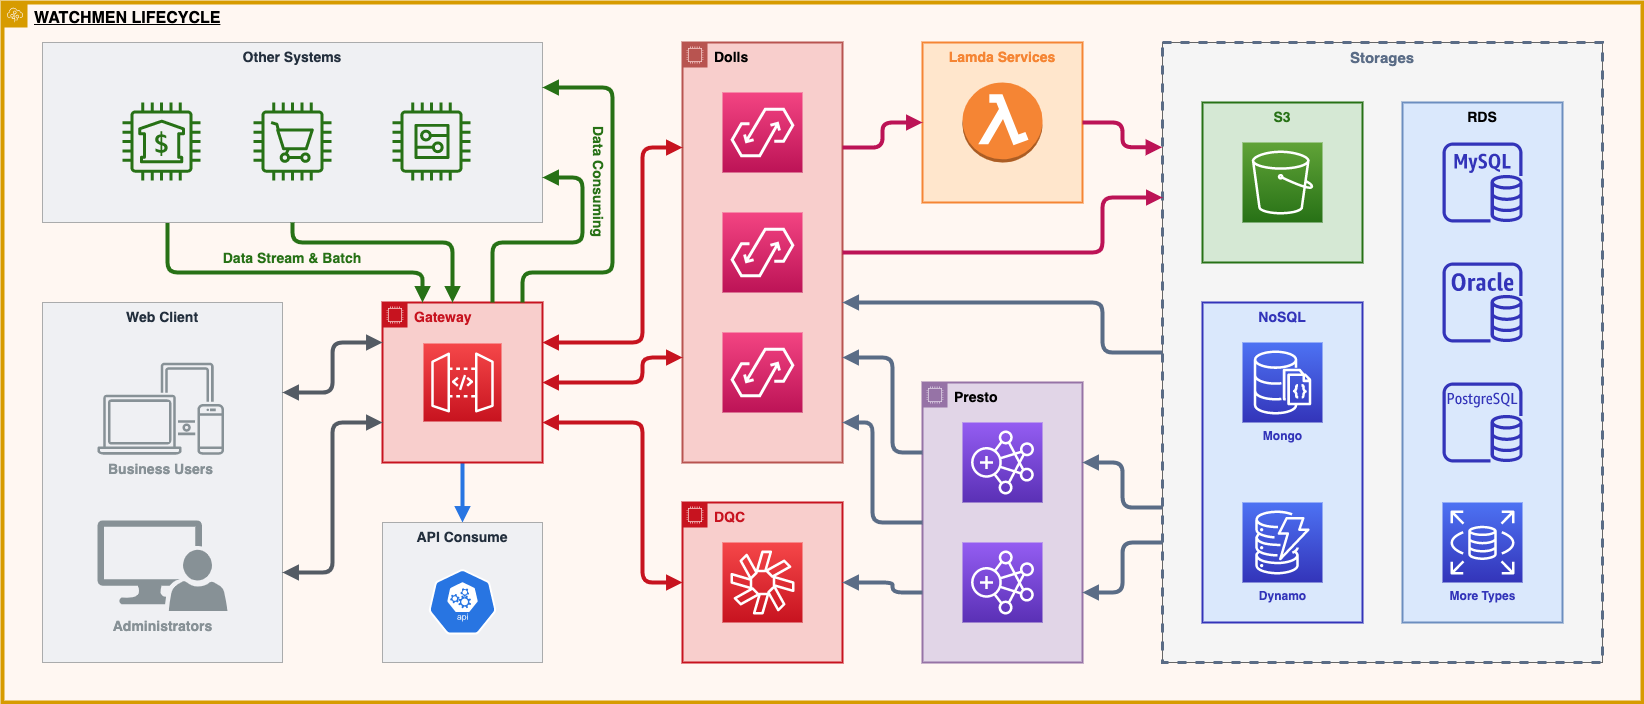 WATCHMEN LIFECYCLE
Other Systems
$
Data Consuming
Data Stream & Batch
Web Client
Business Users
Administrators
Gateway
</>
API Consume
api
Dolls
DQC
Lamda Services
λ
Presto
Storages
S3
NoSQL
{}
Mongo
Dynamo
RDS
MySQL
Oracle
PostgreSQL
More Types